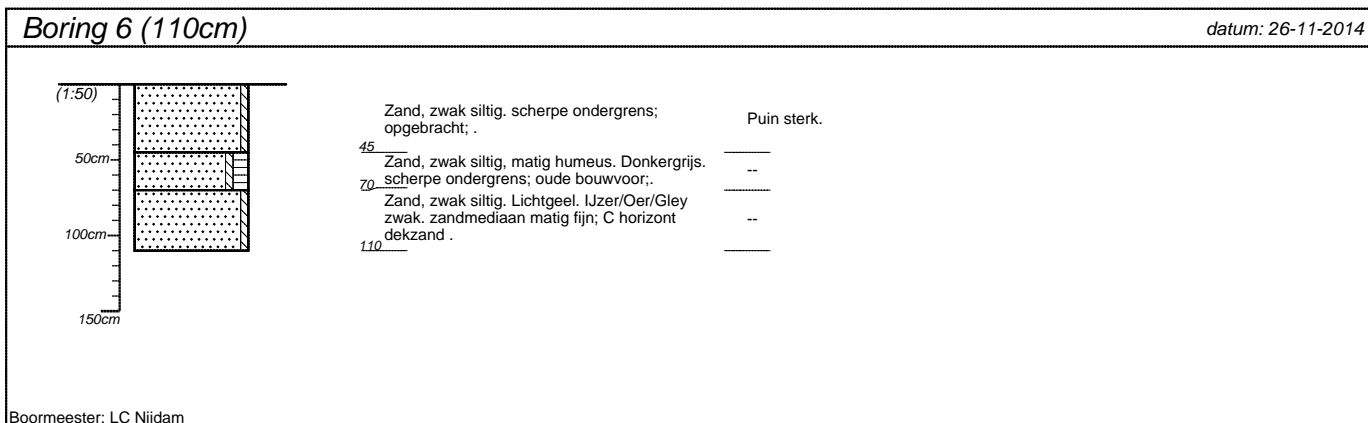 Boring 6 (110cm)
datum: 26-11-2014
(1:50)
50cm
100cm
150cm
Zand, zwak siltig. scherpe ondergrens;
opgebracht; .
Puin sterk.
45
Zand, zwak siltig, matig humeus. Donkergrijs.
scherpe ondergrens; oude bouwvoor;.
--
70
Zand, zwak siltig. Lichtgeel. IJzer/Oer/Gley
zwak. zandmediaan matig fijn; C horizont
dekzand .
--
110
Boormeester: LC Nijdam